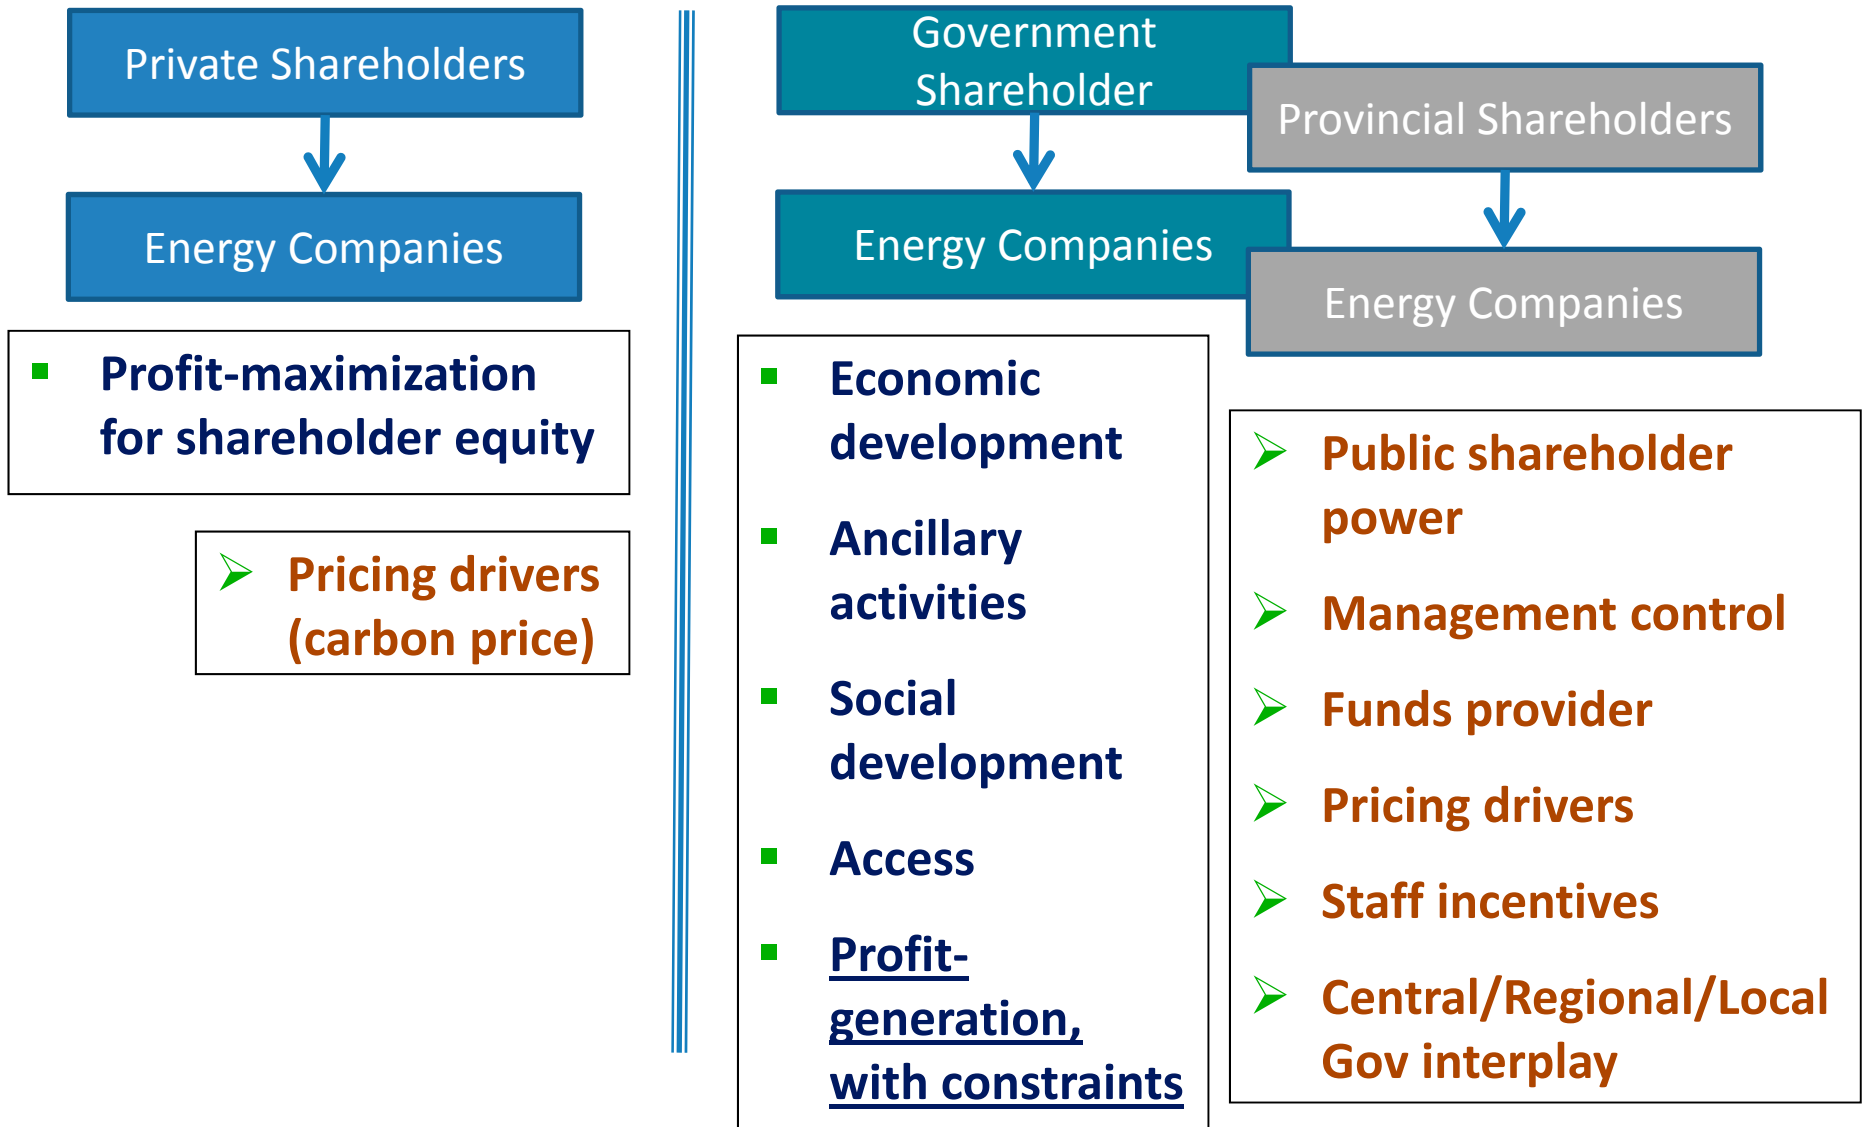 Private Shareholders
Energy Companies
▪ Profit-maximization
for shareholder equity
➢ Pricing drivers
(carbon price)
Government
Shareholder
Energy Companies
Provincial Shareholders
Energy Companies
▪ Economic
development
▪ Ancillary
activities
▪ Social
development
▪ Access
▪ Profit-
generation,
with constraints
➢ Public shareholder
power
➢ Management control
➢ Funds provider
➢ Pricing drivers
➢ Staff incentives
➢ Central/Regional/Local
Gov interplay